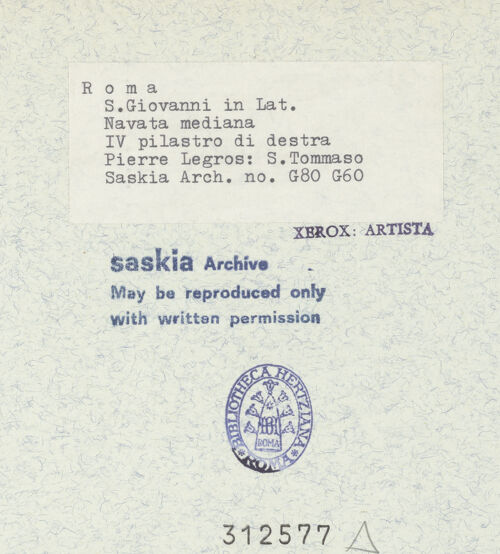 Roma
S.Giovanni in Lat.
Navata mediana
IV pilastro di destra
Pierre Legros: S.Tommaso
Saskia Arch. no. G80 G60
XEROX: ARTISTA
saskia Archive
May be reproduced only
with written permission
*BIBLIOTHECA HERTZIANA*
ROMA
ROMA
312577